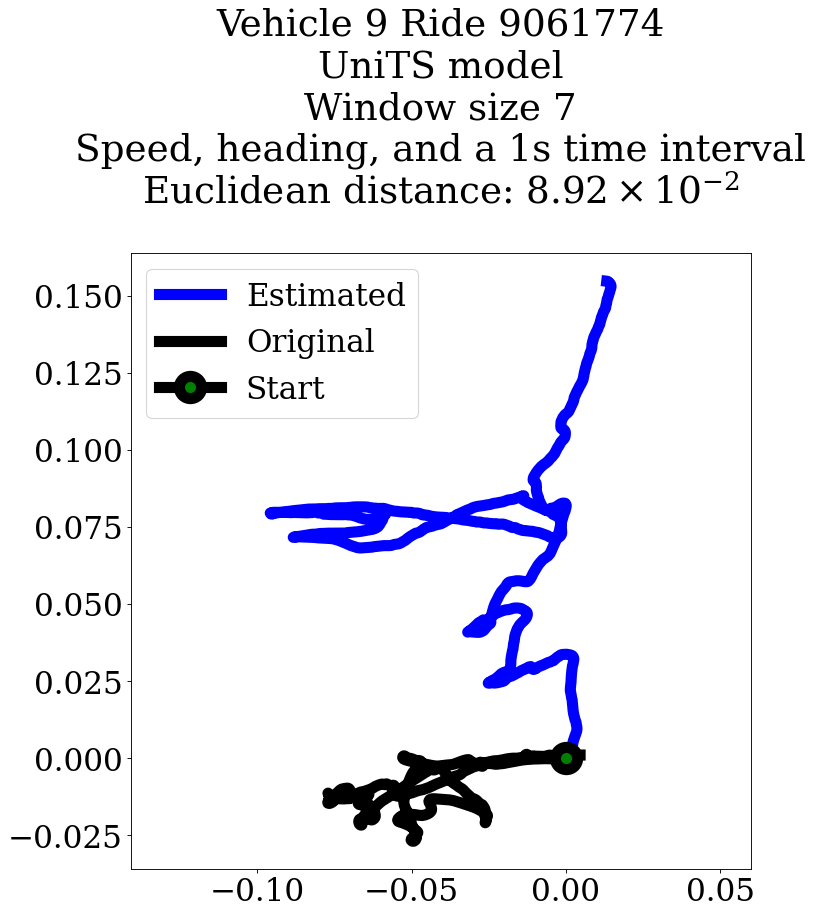 Vehicle 9 Ride 9061774
UniTS model
Window size 7
Speed, heading, and a 1s time interval
Euclidean distance: 8.92 × 10⁻²
Estimated
Original
Start
0.150
0.125
0.100
0.075
0.050
0.025
0.000
−0.025
−0.10 −0.05 0.00 0.05